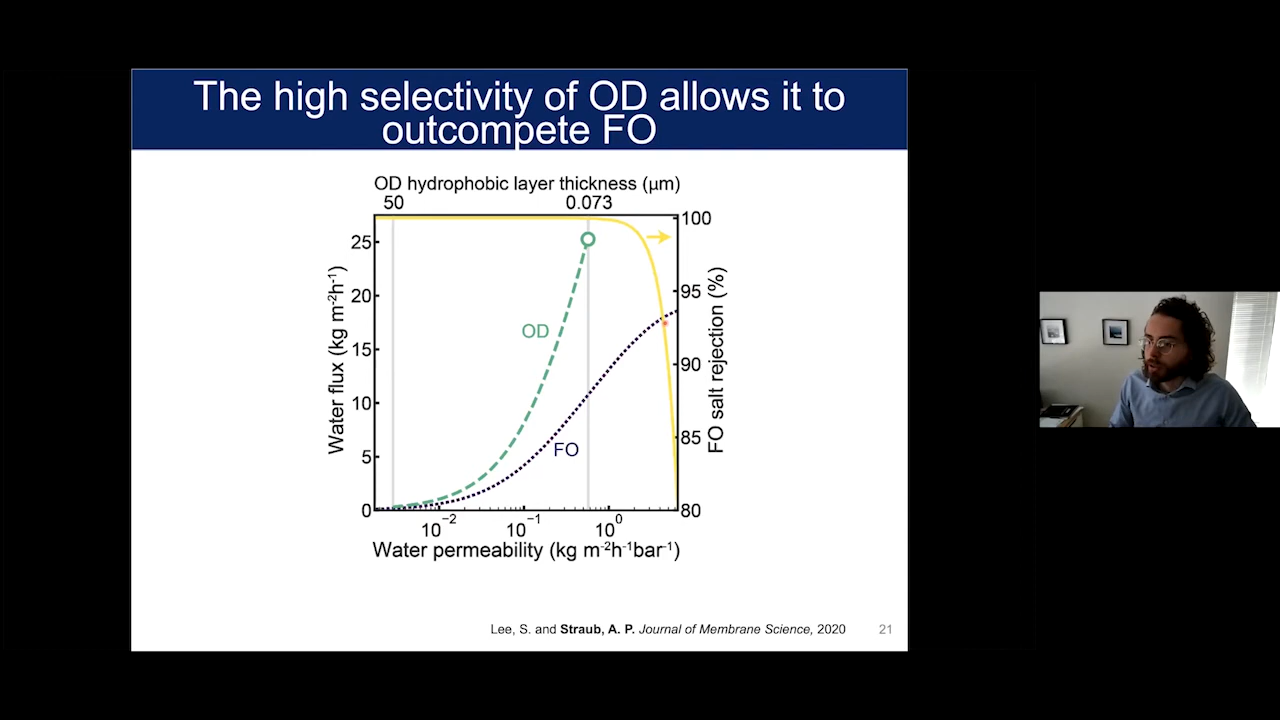 The high selectivity of OD allows it to
outcompete FO
OD hydrophobic layer thickness (μm)
50 0.073
25
20
15
10
5
0
Water flux (kg m⁻²h⁻¹)
OD
FO
100
95
90
85
80
FO salt rejection (%)
10⁻² 10⁻¹ 10⁰
Water permeability (kg m⁻²h⁻¹bar⁻¹)
Lee, S. and Straub, A. P. Journal of Membrane Science, 2020 21